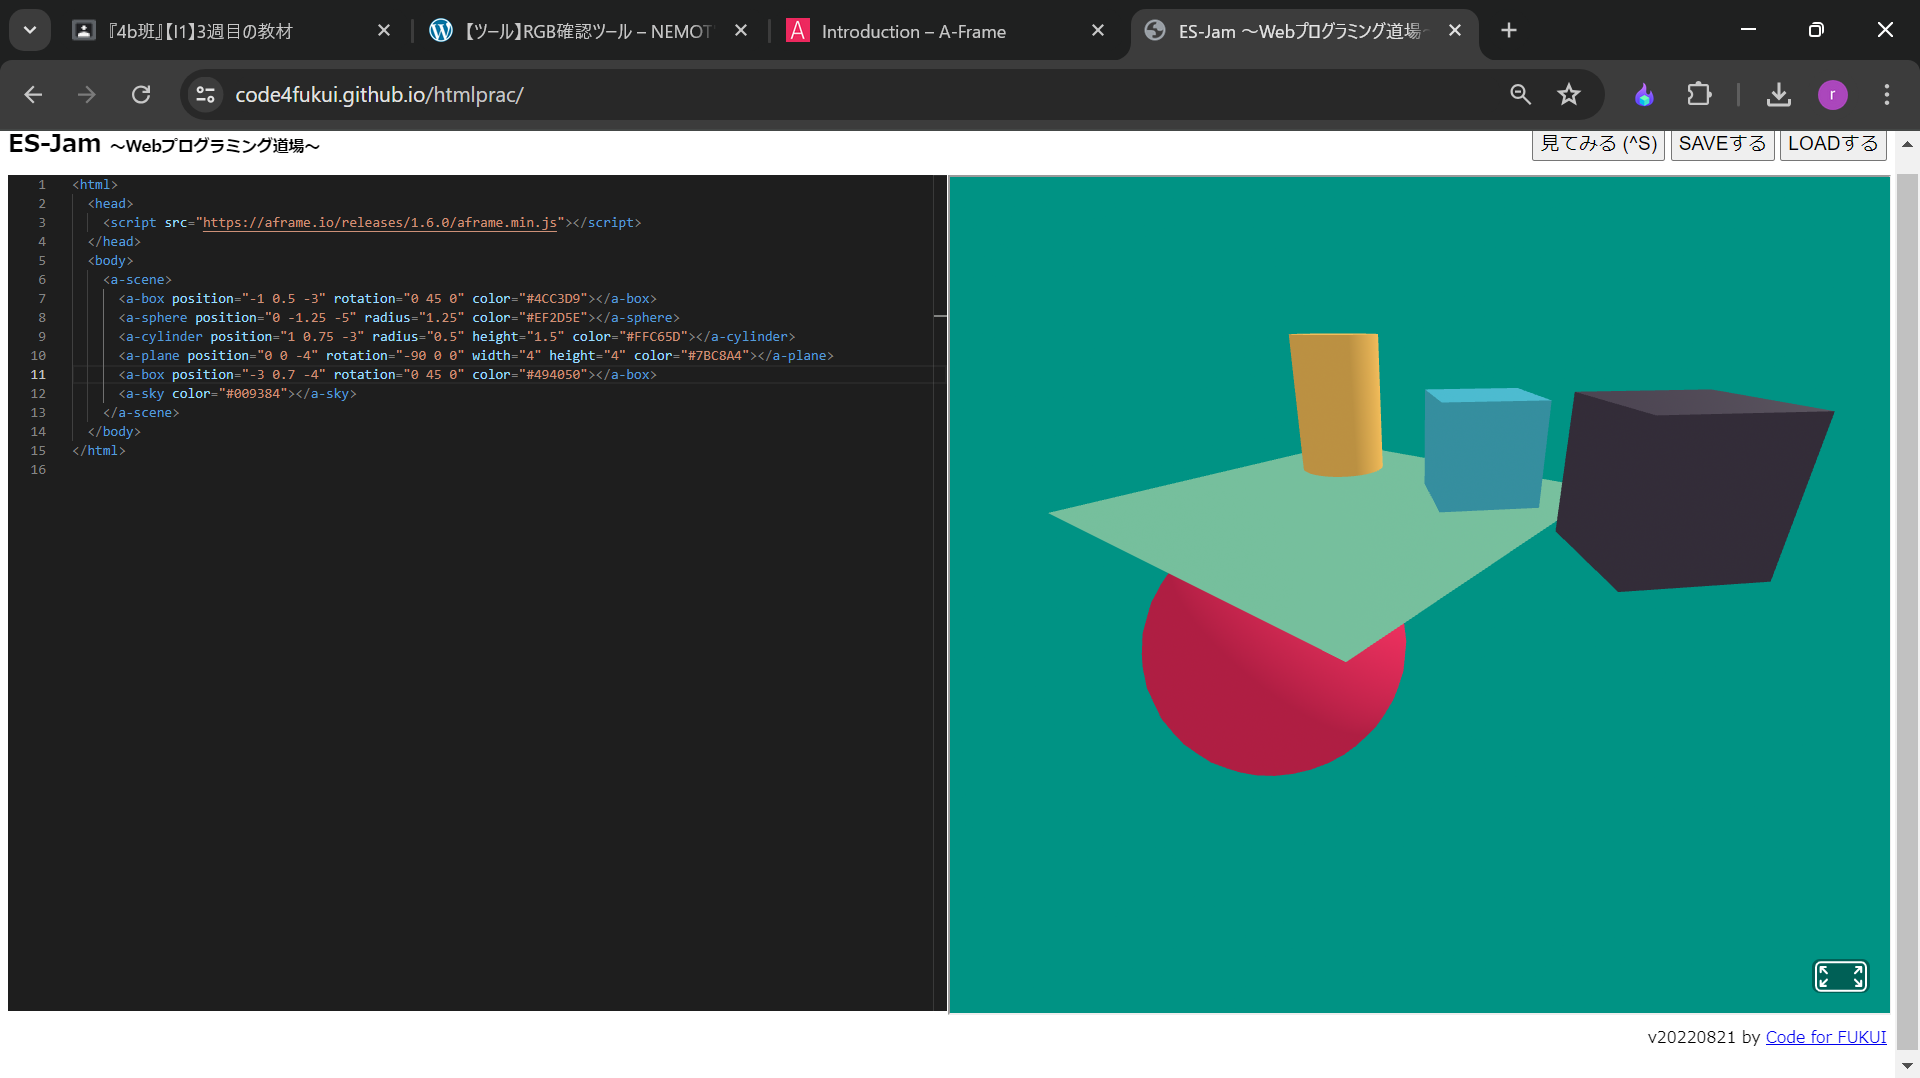 『4b班』【I1】3週目の教材
【ツール】RGB確認ツール – NEMOT
Introduction – A-Frame
ES-Jam ～Webプログラミング道場～
code4fukui.github.io/htmlprac/
r
ES-Jam ～Webプログラミング道場～
見てみる (^S) SAVEする LOADする
1 <html>
2 <head>
3 <script src="https://aframe.io/releases/1.6.0/aframe.min.js"></script>
4 </head>
5 <body>
6 <a-scene>
7 <a-box position="-1 0.5 -3" rotation="0 45 0" color="#4CC3D9"></a-box>
8 <a-sphere position="0 -1.25 -5" radius="1.25" color="#EF2D5E"></a-sphere>
9 <a-cylinder position="1 0.75 -3" radius="0.5" height="1.5" color="#FFC65D"></a-cylinder>
10 <a-plane position="0 0 -4" rotation="-90 0 0" width="4" height="4" color="#7BC8A4"></a-plane>
11 <a-box position="-3 0.7 -4" rotation="0 45 0" color="#494050"></a-box>
12 <a-sky color="#009384"></a-sky>
13 </a-scene>
14 </body>
15 </html>
16
v20220821 by Code for FUKUI